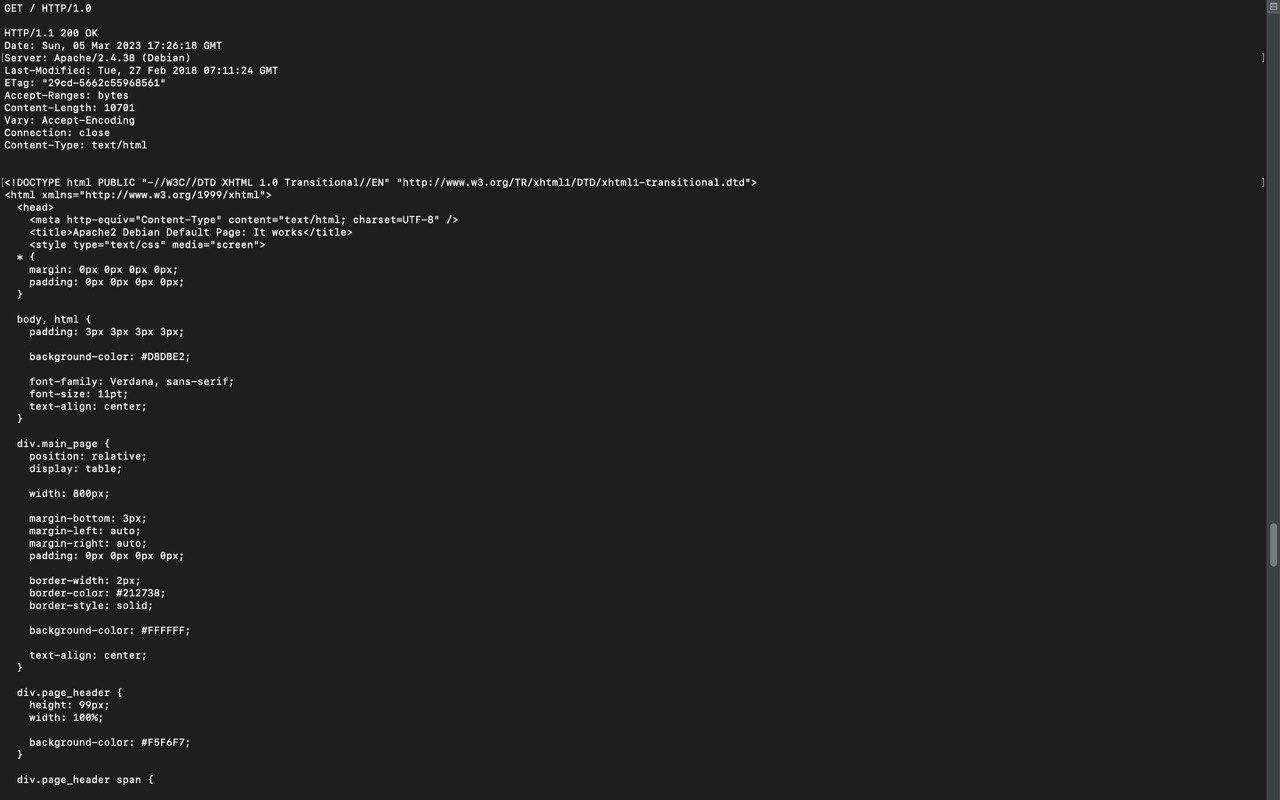 GET / HTTP/1.0

HTTP/1.1 200 OK
Date: Sun, 05 Mar 2023 17:26:18 GMT
[Server: Apache/2.4.38 (Debian) ]
Last-Modified: Tue, 27 Feb 2018 07:11:24 GMT
ETag: "29cd-5662c55968561"
Accept-Ranges: bytes
Content-Length: 10701
Vary: Accept-Encoding
Connection: close
Content-Type: text/html

[<!DOCTYPE html PUBLIC "-//W3C//DTD XHTML 1.0 Transitional//EN" "http://www.w3.org/TR/xhtml1/DTD/xhtml1-transitional.dtd"> ]
<html xmlns="http://www.w3.org/1999/xhtml">
  <head>
    <meta http-equiv="Content-Type" content="text/html; charset=UTF-8" />
    <title>Apache2 Debian Default Page: It works</title>
    <style type="text/css" media="screen">
  * {
    margin: 0px 0px 0px 0px;
    padding: 0px 0px 0px 0px;
  }

  body, html {
    padding: 3px 3px 3px 3px;

    background-color: #D8DBE2;

    font-family: Verdana, sans-serif;
    font-size: 11pt;
    text-align: center;
  }

  div.main_page {
    position: relative;
    display: table;

    width: 800px;

    margin-bottom: 3px;
    margin-left: auto;
    margin-right: auto;
    padding: 0px 0px 0px 0px;

    border-width: 2px;
    border-color: #212738;
    border-style: solid;

    background-color: #FFFFFF;

    text-align: center;
  }

  div.page_header {
    height: 99px;
    width: 100%;

    background-color: #F5F6F7;
  }

  div.page_header span {